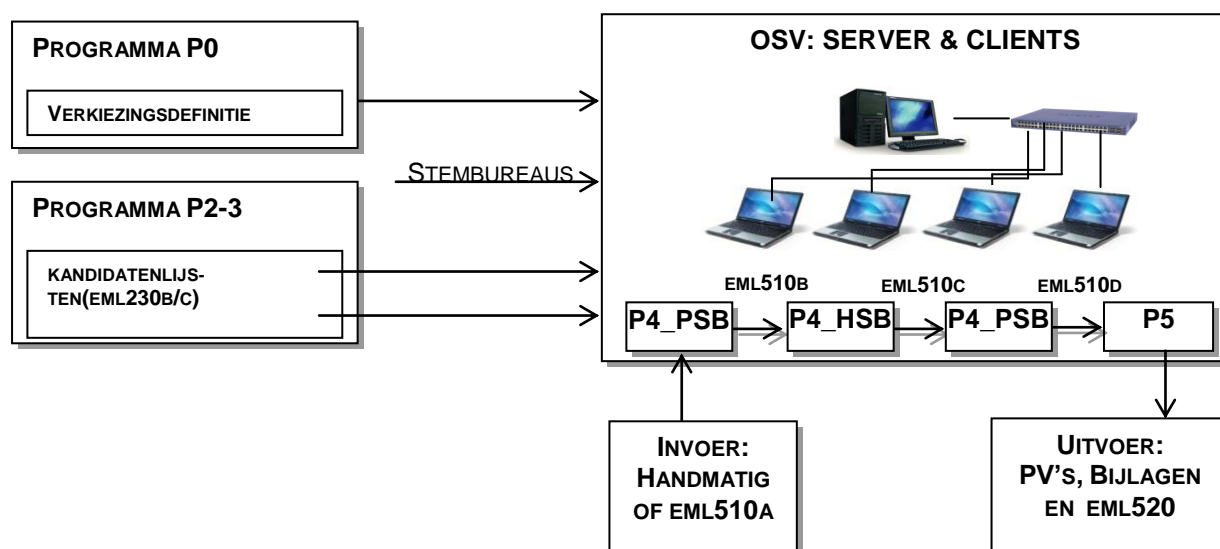 PROGRAMMA P0
VERKIEZINGSDEFINITIE
STEMBUREAUS
PROGRAMMA P2-3
KANDIDATENLIJS-
TEN(EML230B/C)
OSV: SERVER & CLIENTS
EML510B
EML510C
EML510D
P4_PSB
P4_HSB
P4_PSB
P5
INVOER:
HANDMATIG
OF EML510A
UITVOER:
PV'S, BIJLAGEN
EN EML520